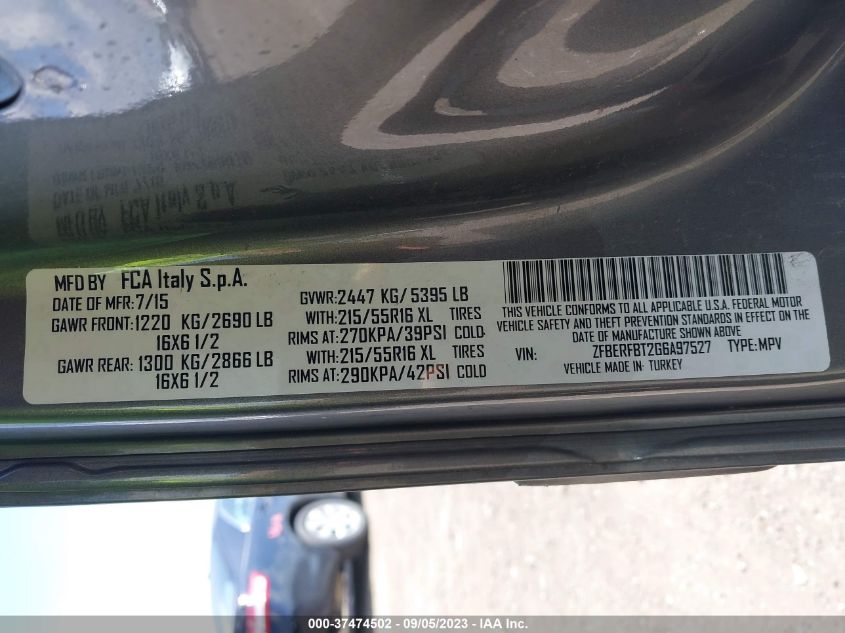 MFD BY FCA Italy S.p.A.
DATE OF MFR:7/15
GVWR:2447 KG/5395 LB
GAWR FRONT:1220 KG/2690 LB
WITH:215/55R16 XL TIRES
16X6 1/2
RIMS AT:270KPA/39PSI COLD
GAWR REAR:1300 KG/2866 LB
WITH:215/55R16 XL TIRES
16X6 1/2
RIMS AT:290KPA/42PSI COLD
THIS VEHICLE CONFORMS TO ALL APPLICABLE U.S.A. FEDERAL MOTOR
VEHICLE SAFETY AND THEFT PREVENTION STANDARDS IN EFFECT ON THE
DATE OF MANUFACTURE SHOWN ABOVE
VIN: ZFBERFBT2G6A97527 TYPE:MPV
VEHICLE MADE IN: TURKEY
000-37474502 - 09/05/2023 - IAA Inc.